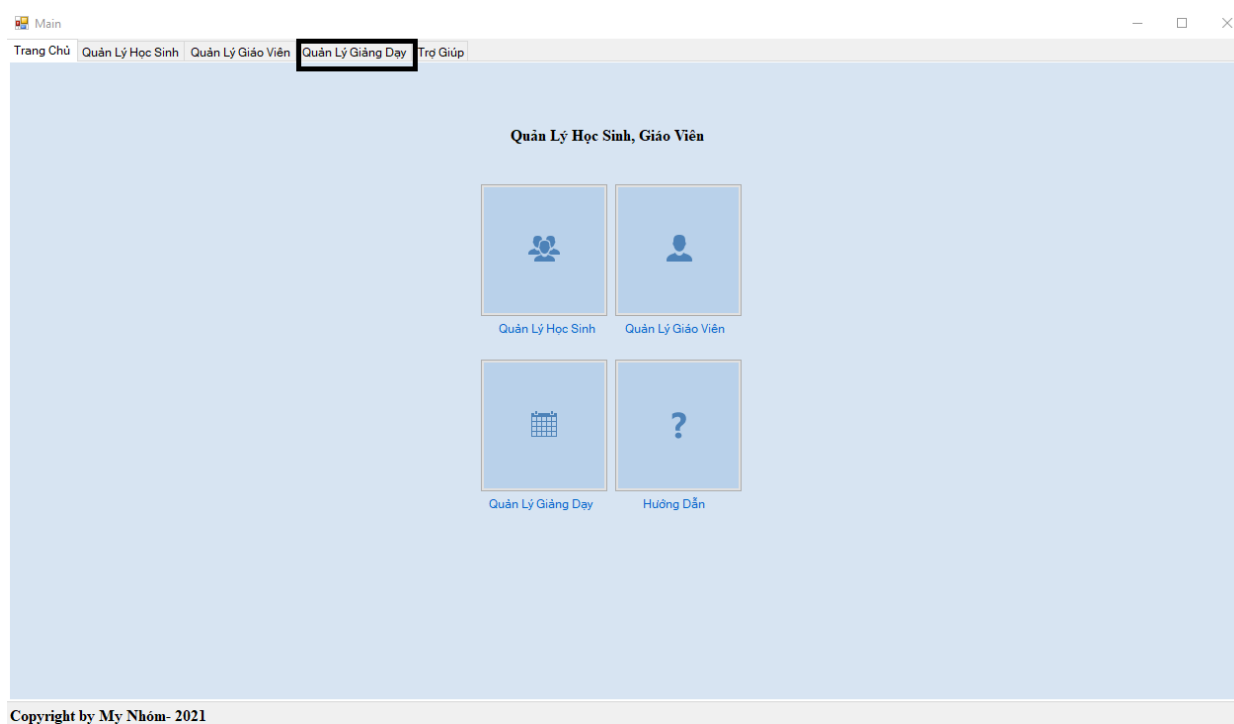 Main
Trang Chủ Quản Lý Học Sinh Quản Lý Giáo Viên Quản Lý Giảng Dạy Trợ Giúp
Quản Lý Học Sinh, Giáo Viên
Quản Lý Học Sinh Quản Lý Giáo Viên
?
Quản Lý Giảng Dạy Hướng Dẫn
Copyright by My Nhóm- 2021